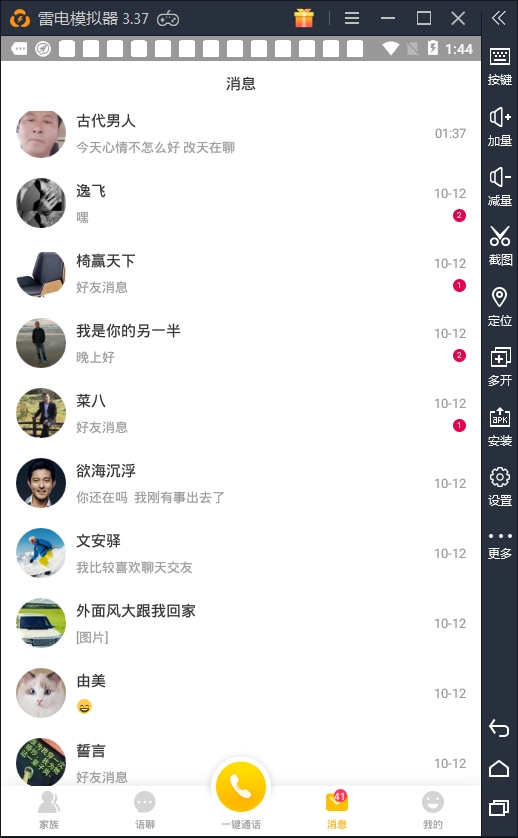 雷电模拟器 3.37
1:44
消息
古代男人
今天心情不怎么好 改天在聊
01:37
逸飞
嘿
10-12
2
椅赢天下
好友消息
10-12
1
我是你的另一半
晚上好
10-12
2
菜八
好友消息
10-12
1
欲海沉浮
你还在吗 我刚有事出去了
10-12
文安驿
我比较喜欢聊天交友
10-12
外面风大跟我回家
[图片]
10-12
由美
10-12
誓言
好友消息
10-12
家族
语聊
一键通话
41
消息
我的
按键
加量
减量
截图
定位
多开
APK
安装
设置
更多